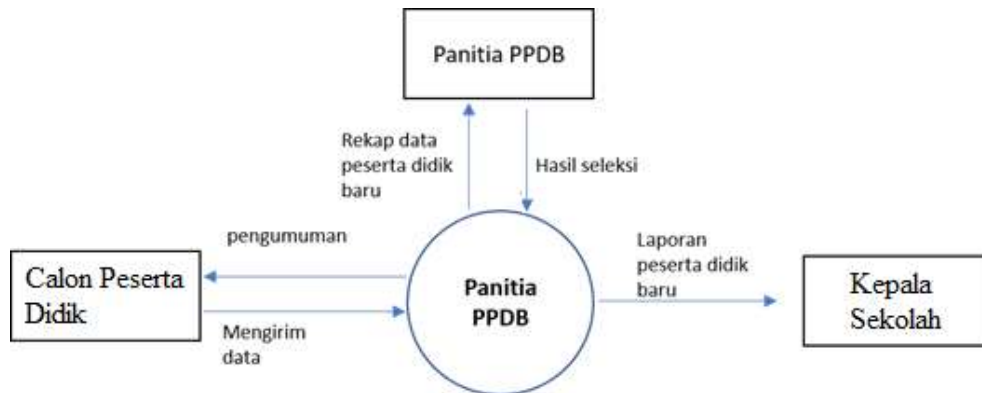 Panitia PPDB
Rekap data
peserta didik
baru
Hasil seleksi
pengumuman
Calon Peserta
Didik
Mengirim
data
Panitia
PPDB
Laporan
peserta didik
baru
Kepala
Sekolah